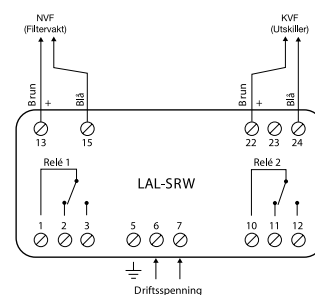 NVF
(Filtervakt)
KVF
(Utskiller)
Brun
+
Blå
Brun
+
Blå
13
15
22
23
24
Relé 1
LAL-SRW
Relé 2
1
2
3
5
6
7
10
11
12
Driftsspenning